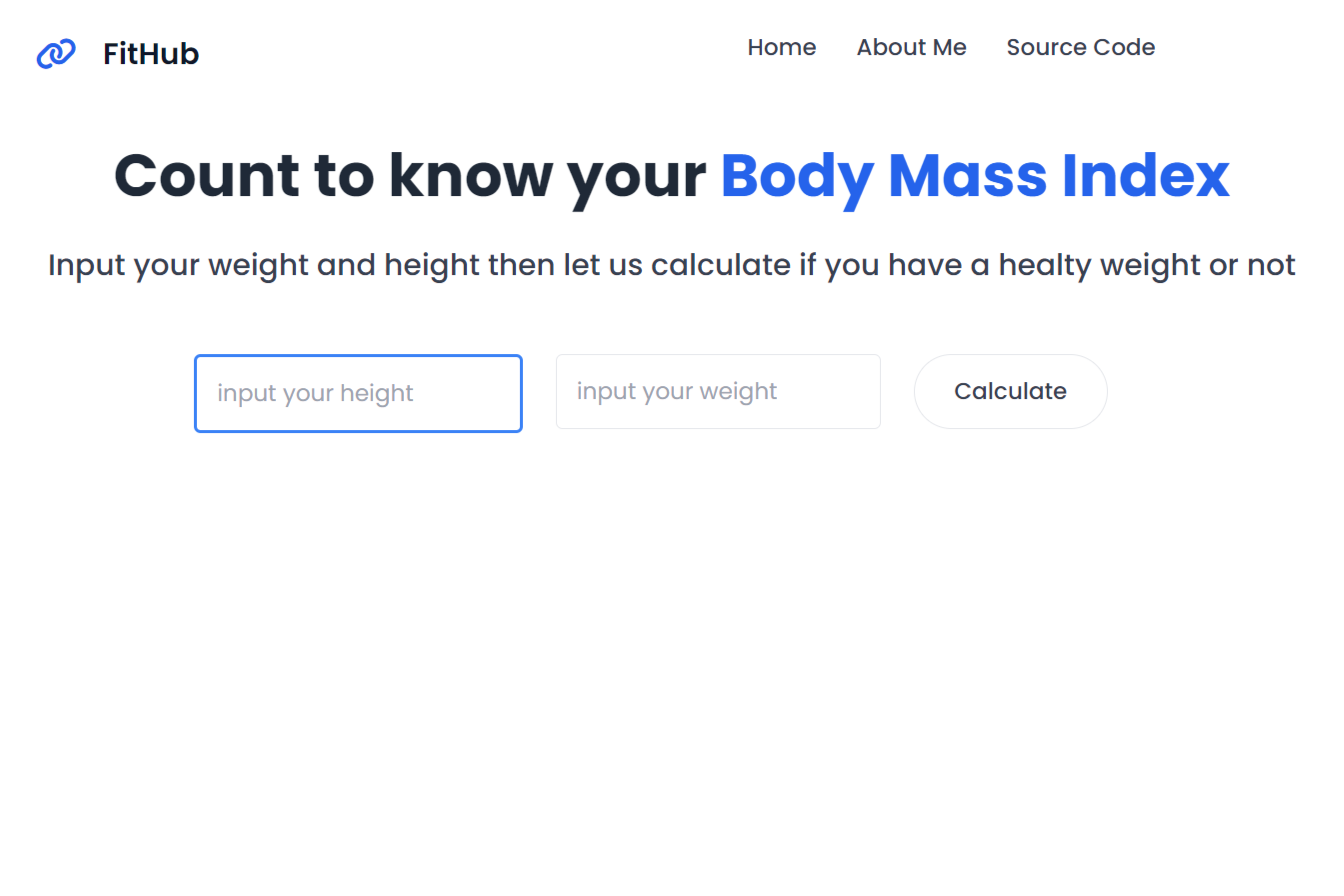 FitHub
Home
About Me
Source Code
Count to know your Body Mass Index
Input your weight and height then let us calculate if you have a healty weight or not
input your height
input your weight
Calculate